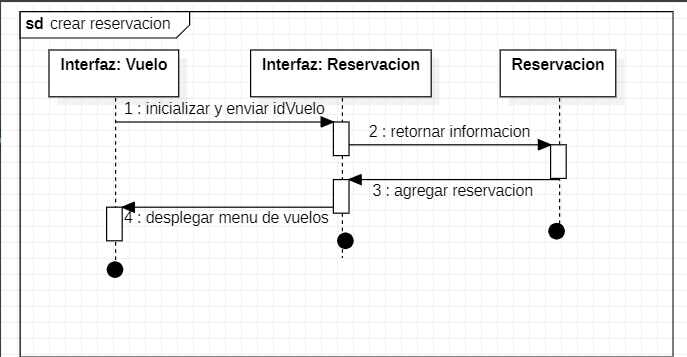 sd crear reservacion
Interfaz: Vuelo
Interfaz: Reservacion
Reservacion
1 : inicializar y enviar idVuelo
2 : retornar informacion
3 : agregar reservacion
4 : desplegar menu de vuelos